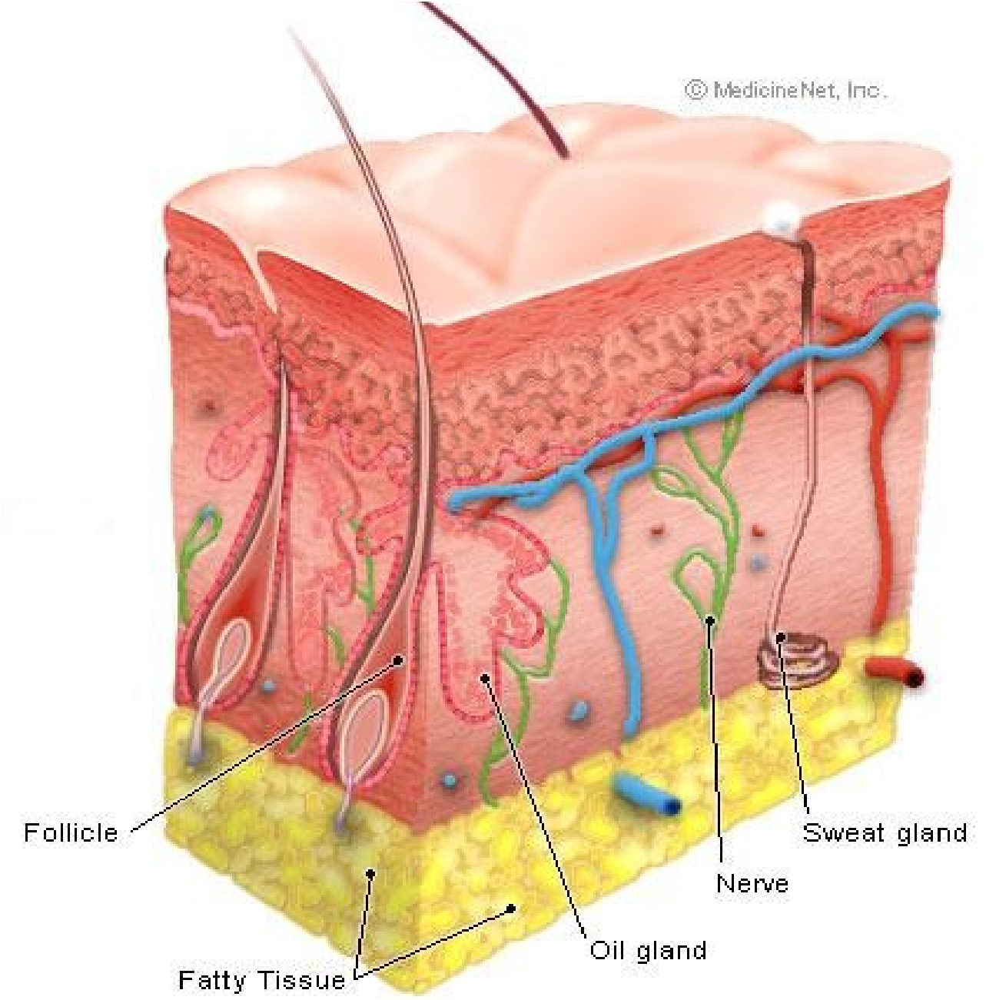 © MedicineNet, Inc.
Follicle
Sweat gland
Nerve
Oil gland
Fatty Tissue